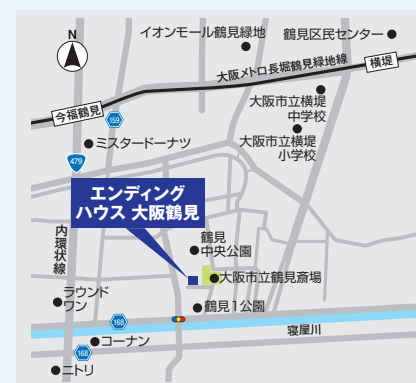 N
イオンモール鶴見緑地
鶴見区民センター
大阪メトロ長堀鶴見緑地線
横堤
今福鶴見
159
大阪市立横堤
中学校
大阪市立横堤
小学校
ミスタードーナツ
479
エンディング
ハウス 大阪鶴見
内環状線
鶴見
中央公園
大阪市立鶴見斎場
ラウンド
ワン
鶴見1公園
168
寝屋川
コーナン
168
ニトリ